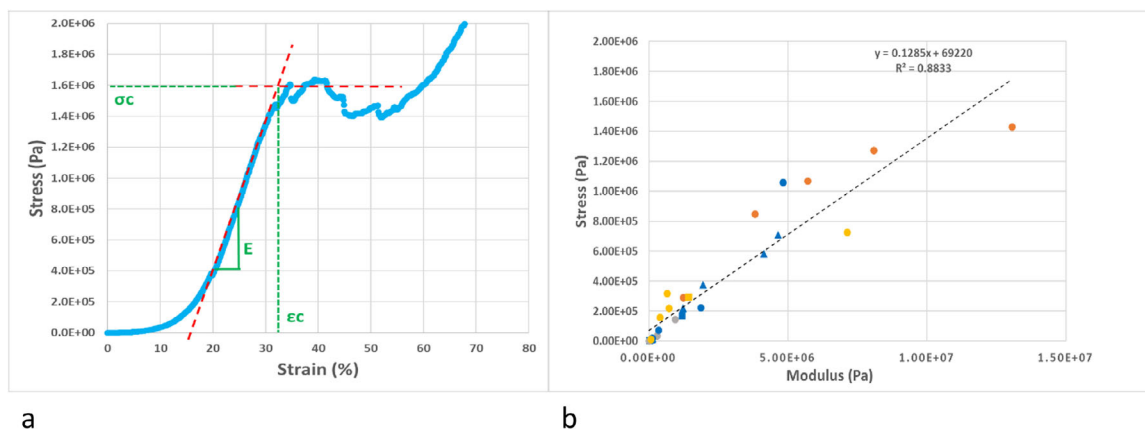 2.0E+06
1.8E+06
1.6E+06
1.4E+06
1.2E+06
1.0E+06
8.0E+05
6.0E+05
4.0E+05
2.0E+05
0.0E+00
Stress (Pa)
σc
E
εc
0 10 20 30 40 50 60 70 80
Strain (%)
a
y = 0.1285x + 69220
R² = 0.8833
2.00E+06
1.80E+06
1.60E+06
1.40E+06
1.20E+06
1.00E+06
8.00E+05
6.00E+05
4.00E+05
2.00E+05
0.00E+00
Stress (Pa)
0.00E+00 5.00E+06 1.00E+07 1.50E+07
Modulus (Pa)
b